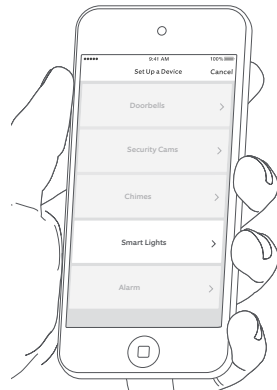 9:41 AM 100%
Set Up a Device Cancel
Doorbells
Security Cams
Chimes
Smart Lights
Alarm